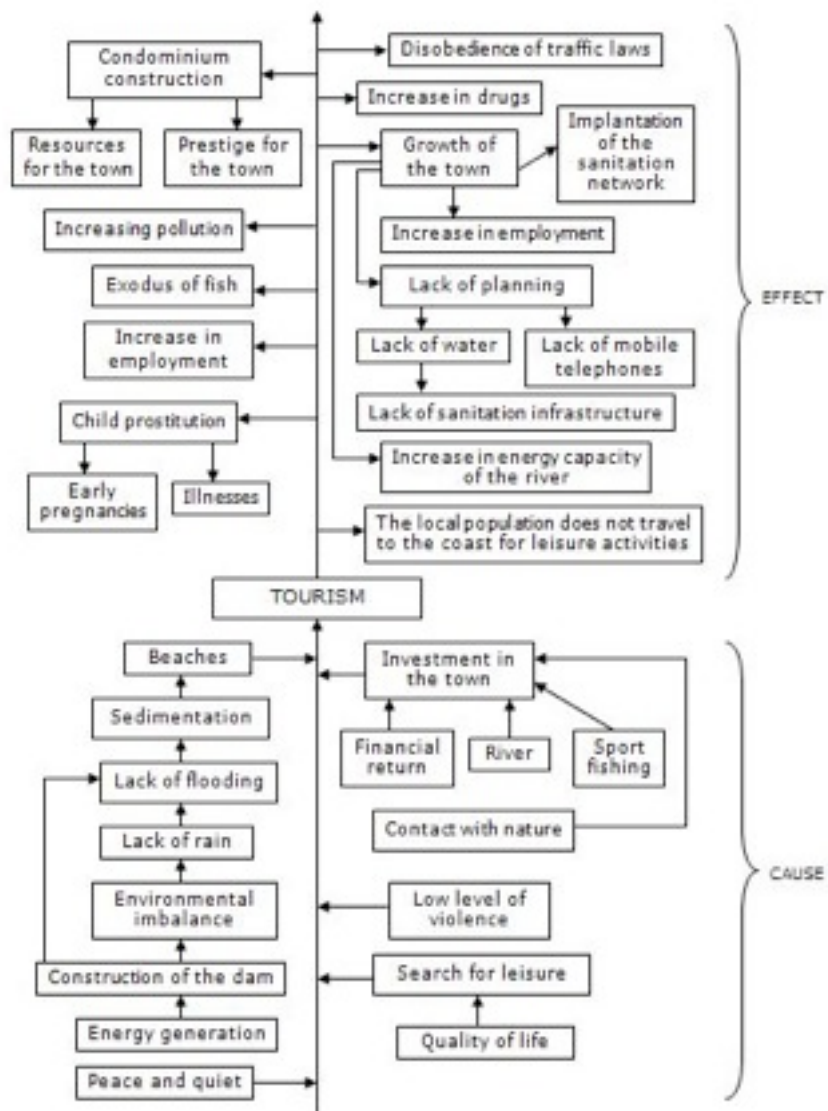 Condominium
construction
Resources
for the town
Prestige for
the town
Increasing pollution
Exodus of fish
Increase in
employment
Child prostitution
Early
pregnancies
Illnesses
Disobedience of traffic laws
Increase in drugs
Growth of
the town
Implantation
of the
sanitation
network
Increase in employment
Lack of planning
Lack of water
Lack of mobile
telephones
Lack of sanitation infrastructure
Increase in energy capacity
of the river
The local population does not travel
to the coast for leisure activities
EFFECT
TOURISM
Beaches
Sedimentation
Lack of flooding
Lack of rain
Environmental
imbalance
Construction of the dam
Energy generation
Peace and quiet
Investment in
the town
Financial
return
River
Sport
fishing
Contact with nature
Low level of
violence
Search for leisure
Quality of life
CAUSE